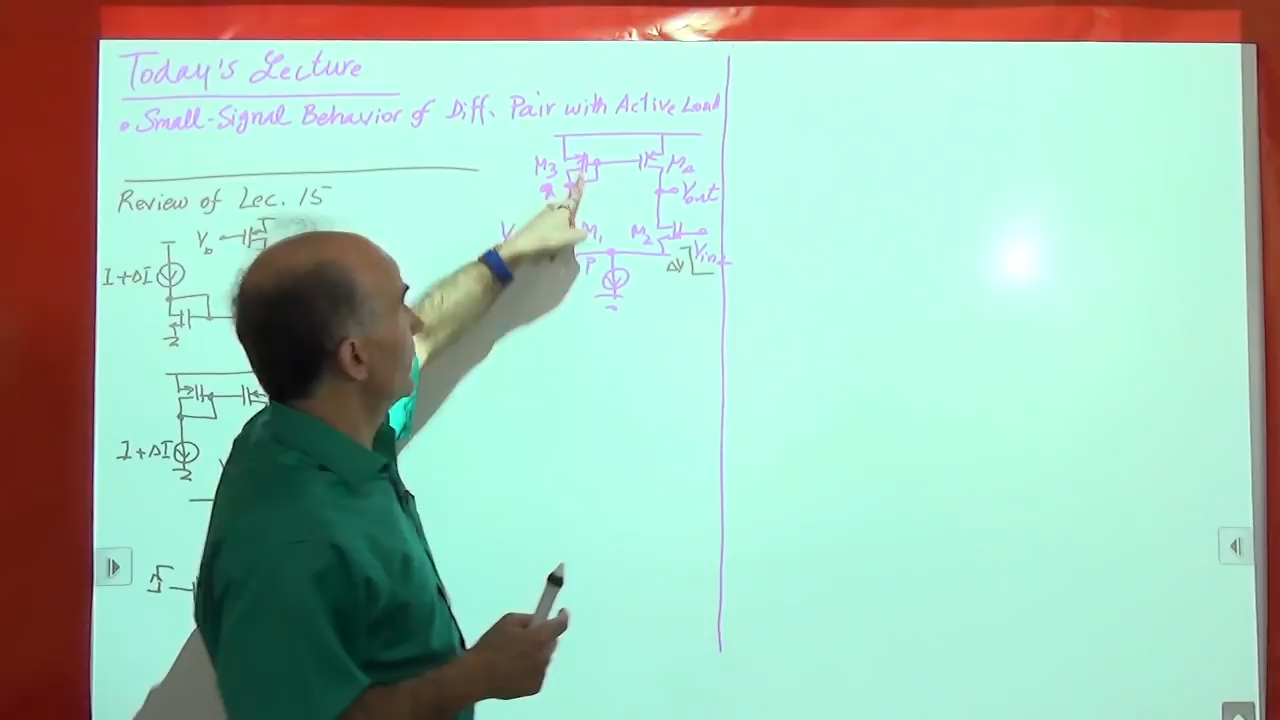 Today's Lecture
• Small-Signal Behavior of Diff. Pair with Active Load
M3
M4
Vout
M1
M2
Vin
P
ΔV
Review of Lec. 15
Vb
I+ΔI
I+ΔI